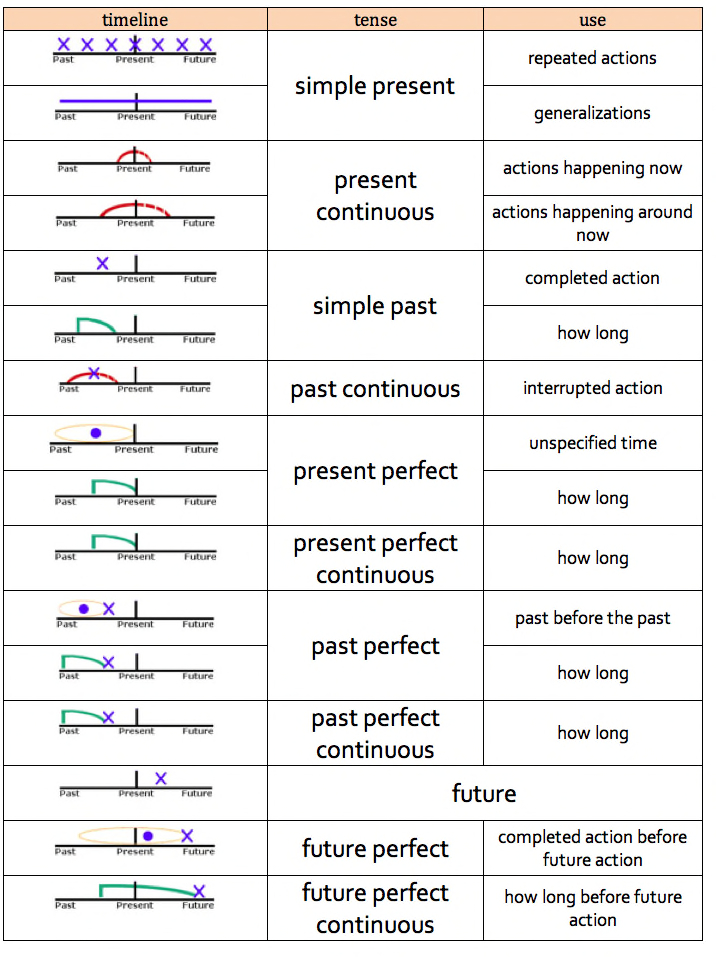 timeline tense use
Past Present Future
simple present
repeated actions
Past Present Future
generalizations
Past Present Future
present
continuous
actions happening now
Past Present Future
actions happening around
now
Past Present Future
simple past
completed action
Past Present Future
how long
Past Present Future
past continuous
interrupted action
Past Present Future
present perfect
unspecified time
Past Present Future
how long
Past Present Future
present perfect
continuous
how long
Past Present Future
past perfect
past before the past
Past Present Future
how long
Past Present Future
past perfect
continuous
how long
Past Present Future
future
Past Present Future
future perfect
completed action before
future action
Past Present Future
future perfect
continuous
how long before future
action